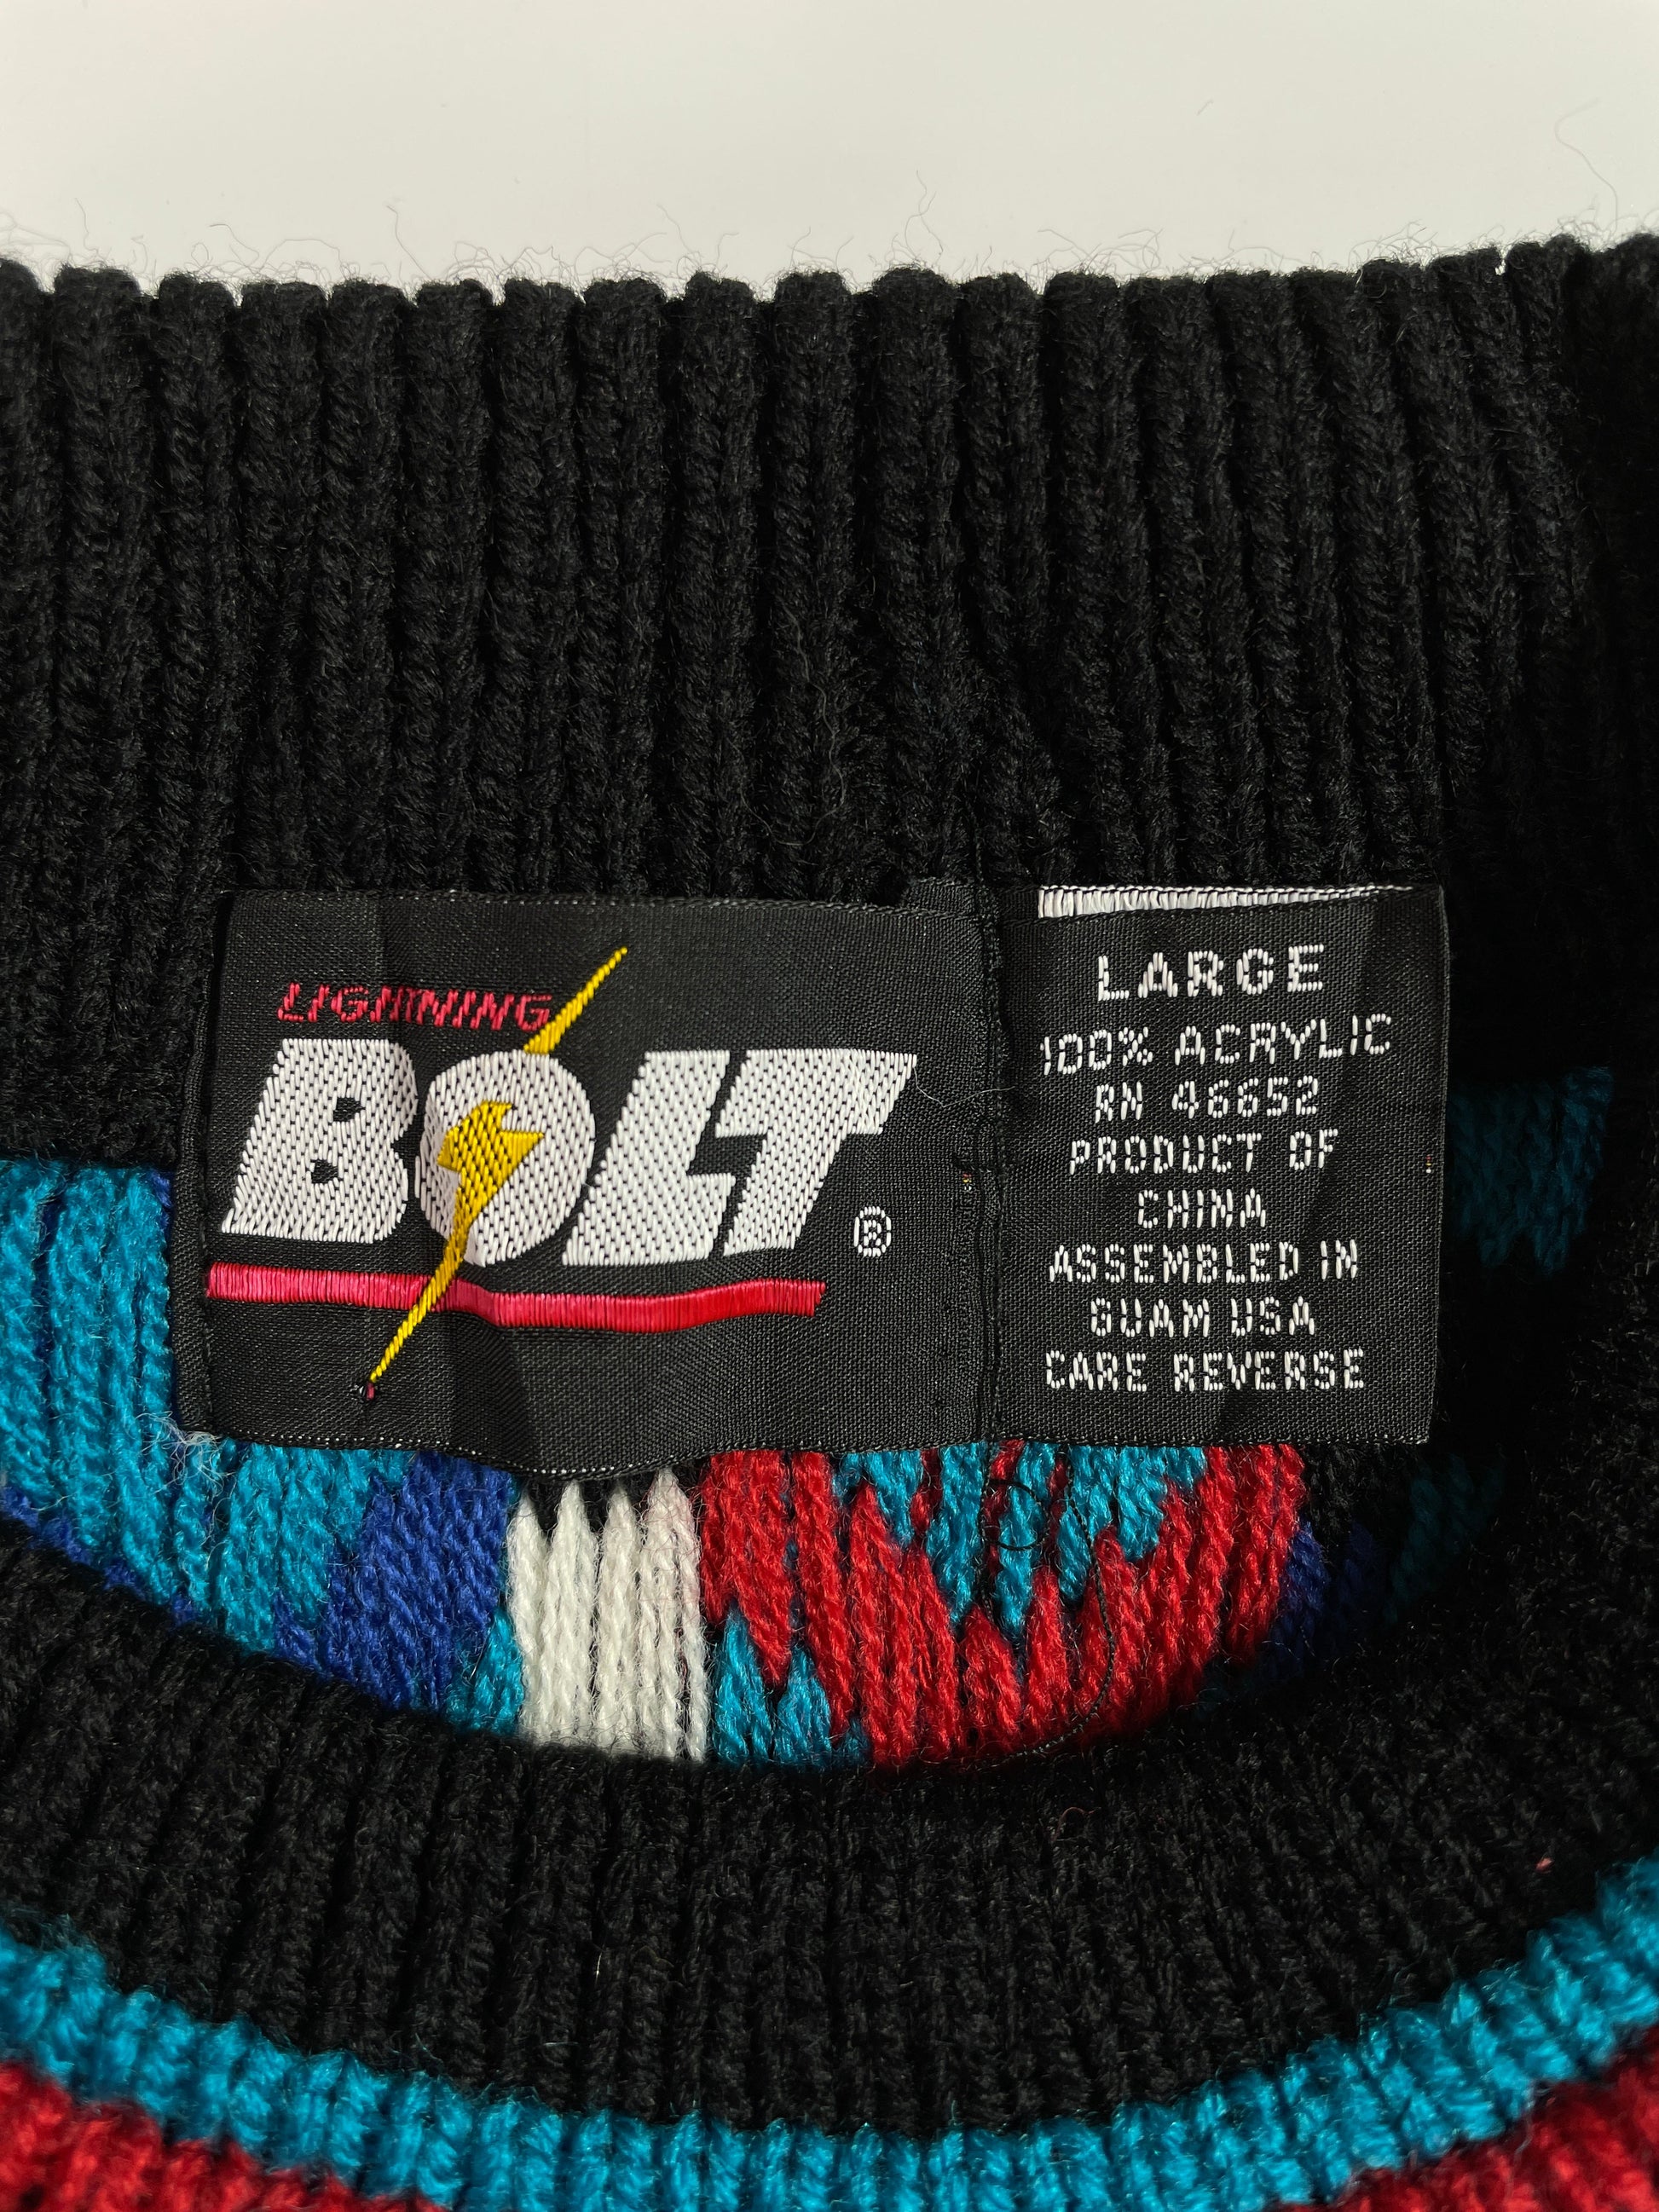 LIGHTNING
BOLT
®
LARGE
100% ACRYLIC
RN 46652
PRODUCT OF
CHINA
ASSEMBLED IN
GUAM USA
CARE REVERSE